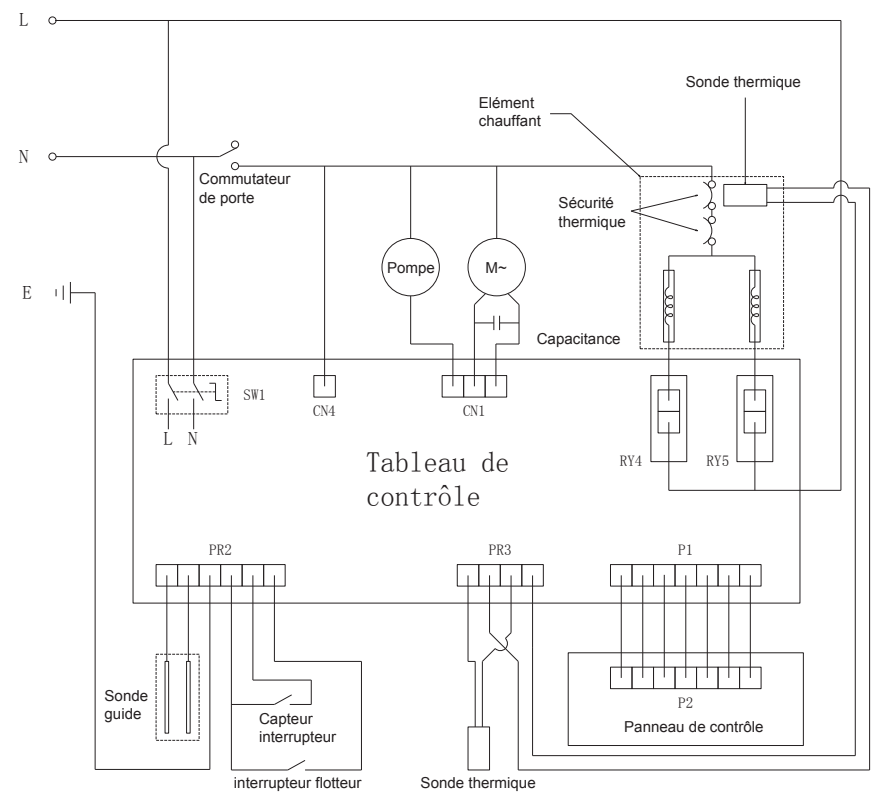 L
Sonde thermique
Elément
chauffant
N
Commutateur
de porte
Sécurité
thermique
Pompe
M~
E
Capacitance
SW1
CN4
CN1
L N
RY4
RY5
Tableau de
contrôle
PR2
PR3
P1
Sonde
guide
Capteur
interrupteur
P2
Panneau de contrôle
interrupteur flotteur
Sonde thermique